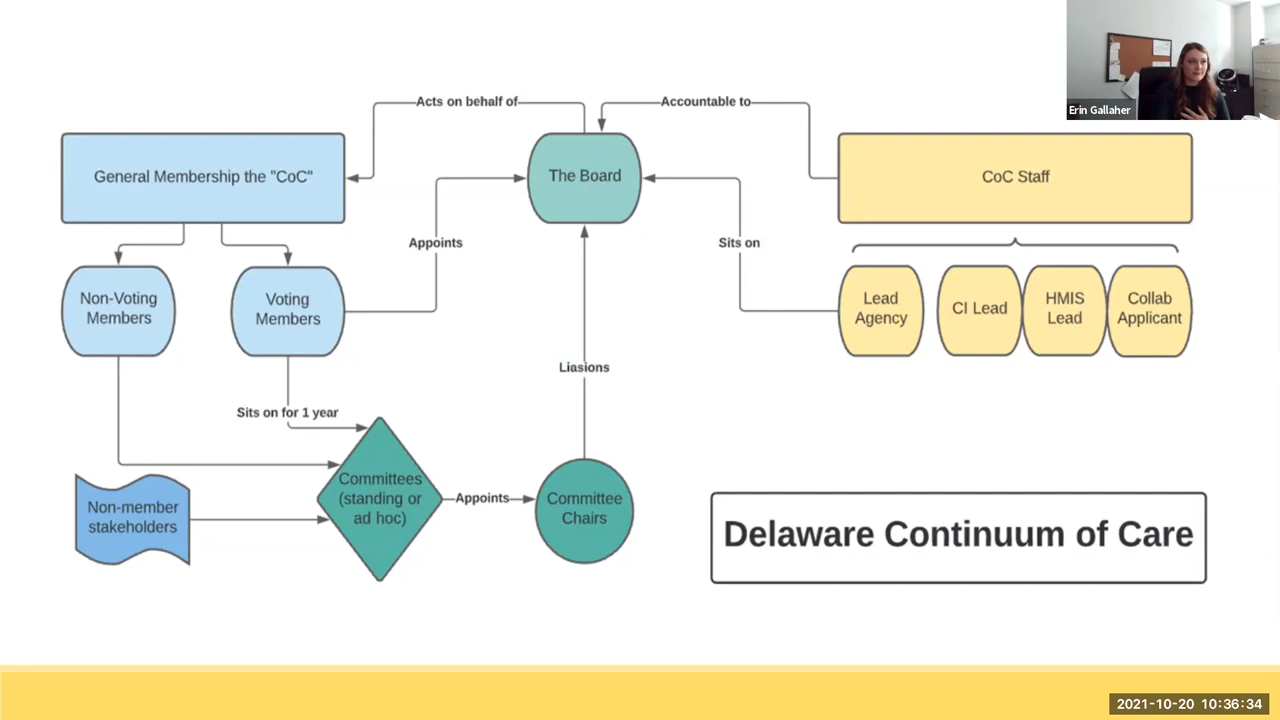 Erin Gallaher
Acts on behalf of
Accountable to
General Membership the "CoC"
The Board
CoC Staff
Appoints
Sits on
Non-Voting
Members
Voting
Members
Lead
Agency
CI Lead
HMIS
Lead
Collab
Applicant
Liasions
Sits on for 1 year
Non-member
stakeholders
Committees
(standing or
ad hoc)
Appoints
Committee
Chairs
Delaware Continuum of Care
2021-10-20 10:36:34